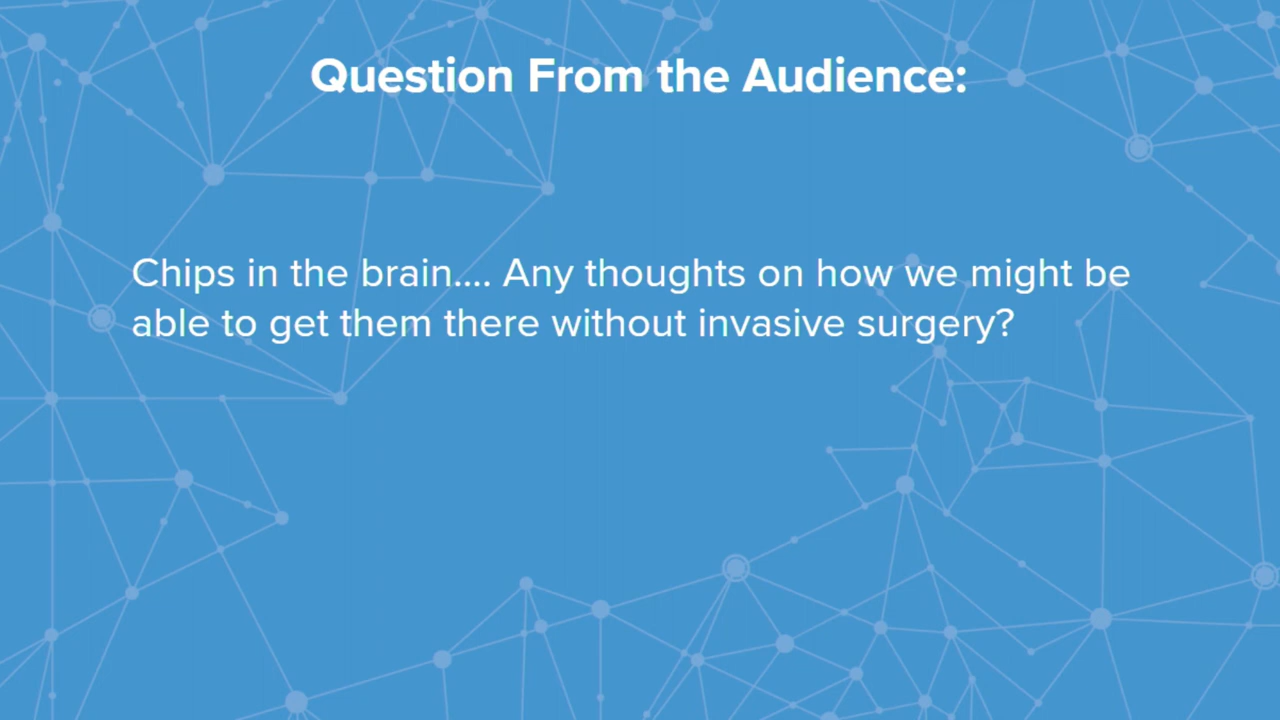 Question From the Audience:
Chips in the brain.... Any thoughts on how we might be
able to get them there without invasive surgery?